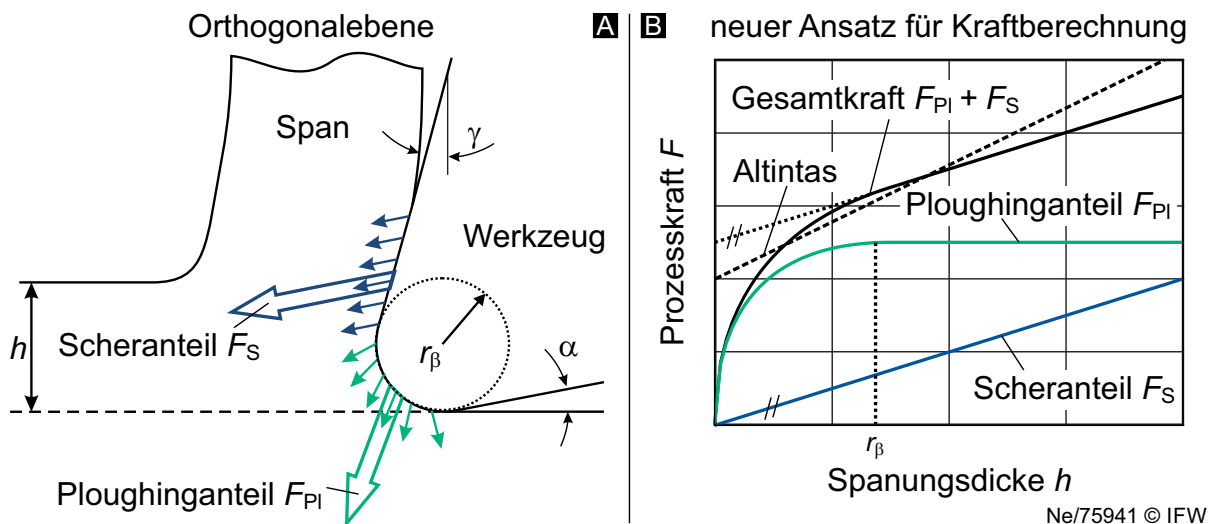 Orthogonalebene
A
Span
γ
Werkzeug
h
Scheranteil FS
rβ
α
Ploughinganteil FPl
B
neuer Ansatz für Kraftberechnung
Gesamtkraft FPl + FS
Altintas
Ploughinganteil FPl
Prozesskraft F
Scheranteil FS
rβ
Spanungsdicke h
Ne/75941 © IFW